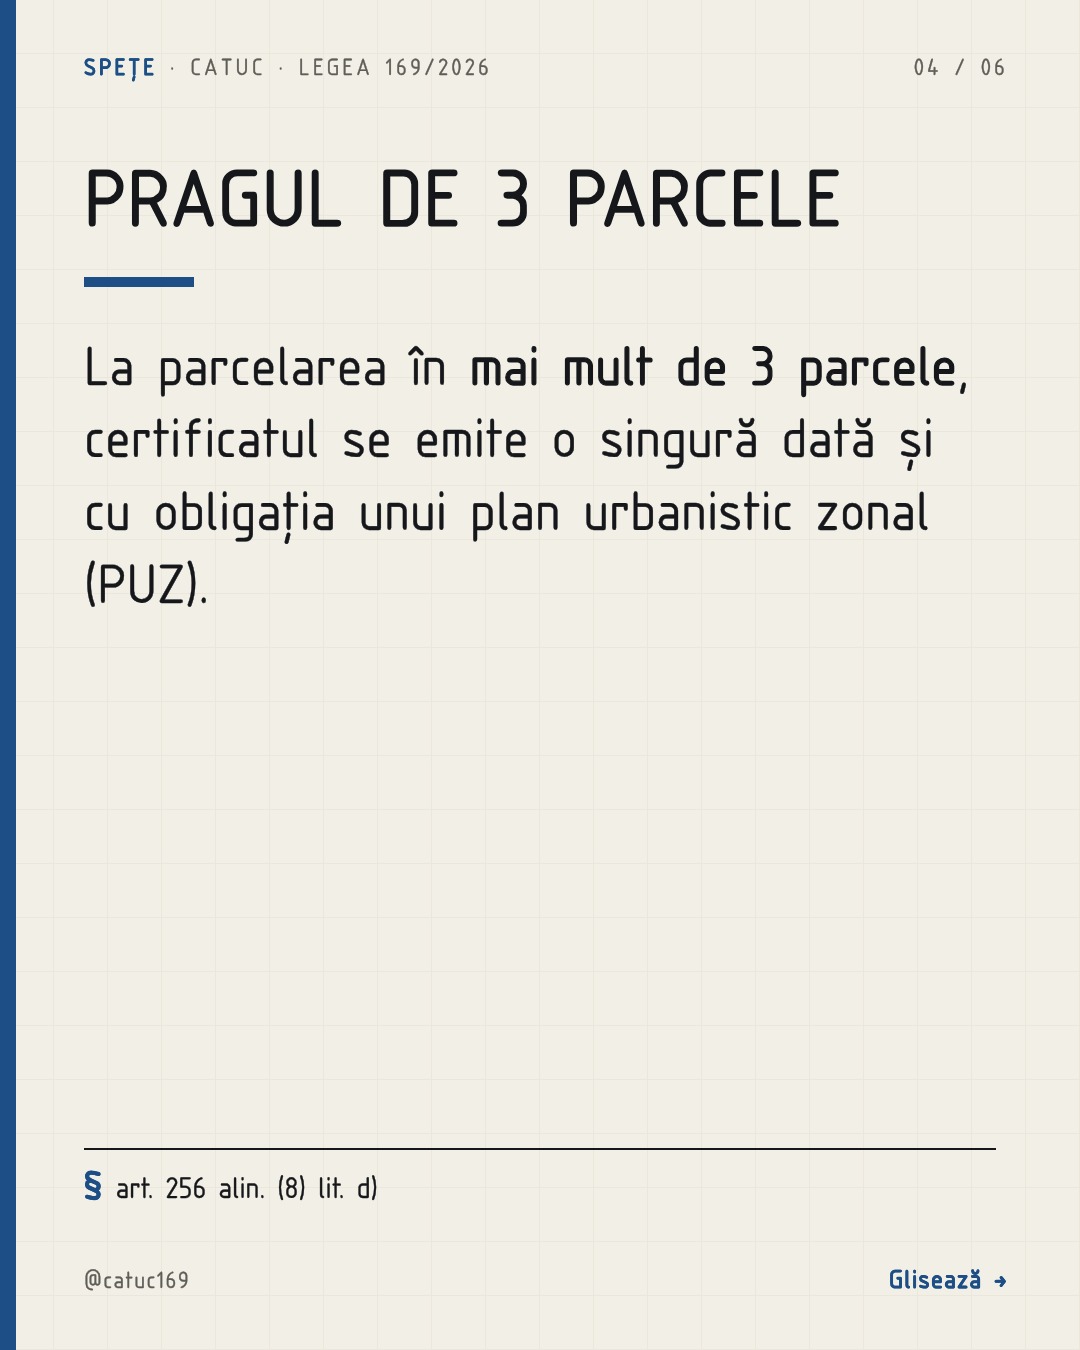 SPEȚE · CATUC · LEGEA 169/2026
04 / 06
PRAGUL DE 3 PARCELE
La parcelarea în mai mult de 3 parcele,
certificatul se emite o singură dată și
cu obligația unui plan urbanistic zonal
(PUZ).
§ art. 256 alin. (8) lit. d)
@catuc169
Glisează →